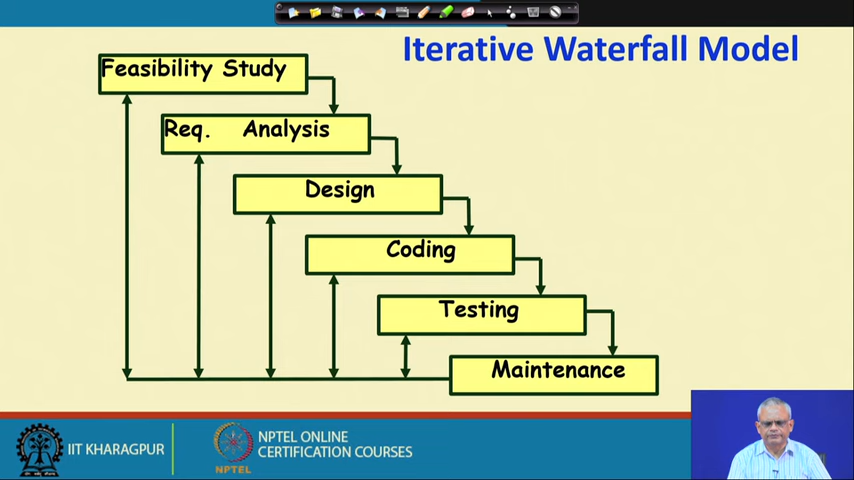 Iterative Waterfall Model
Feasibility Study
Req. Analysis
Design
Coding
Testing
Maintenance
IIT KHARAGPUR
NPTEL
NPTEL ONLINE
CERTIFICATION COURSES